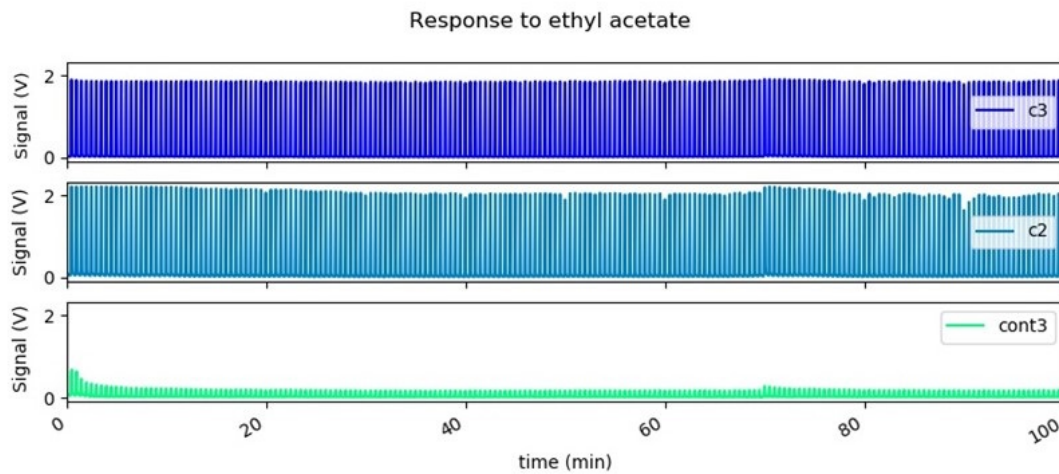 Response to ethyl acetate
Signal (V)
2
0
c3
Signal (V)
2
0
c2
Signal (V)
2
0
cont3
0 20 40 60 80 100
time (min)